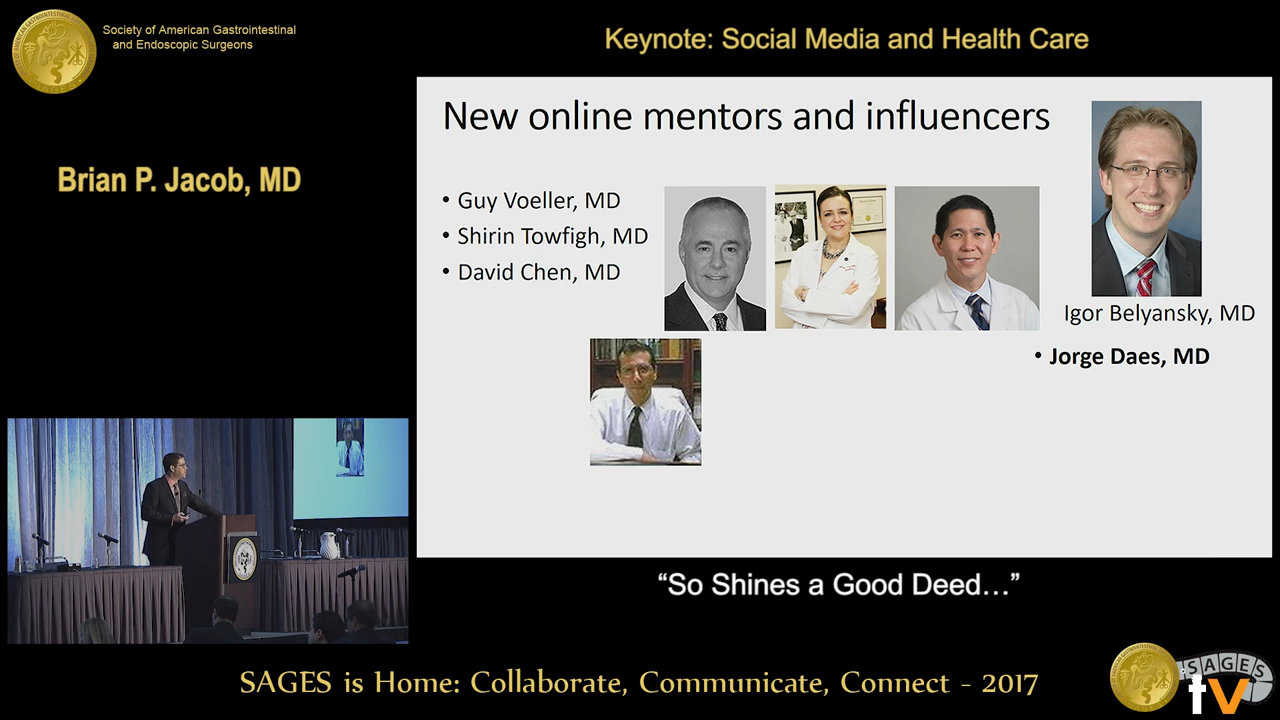 Society of American Gastrointestinal
and Endoscopic Surgeons
Keynote: Social Media and Health Care
Brian P. Jacob, MD
New online mentors and influencers
• Guy Voeller, MD
• Shirin Towfigh, MD
• David Chen, MD
Igor Belyansky, MD
• Jorge Daes, MD
“So Shines a Good Deed…”
SAGES is Home: Collaborate, Communicate, Connect - 2017
SAGES
tv